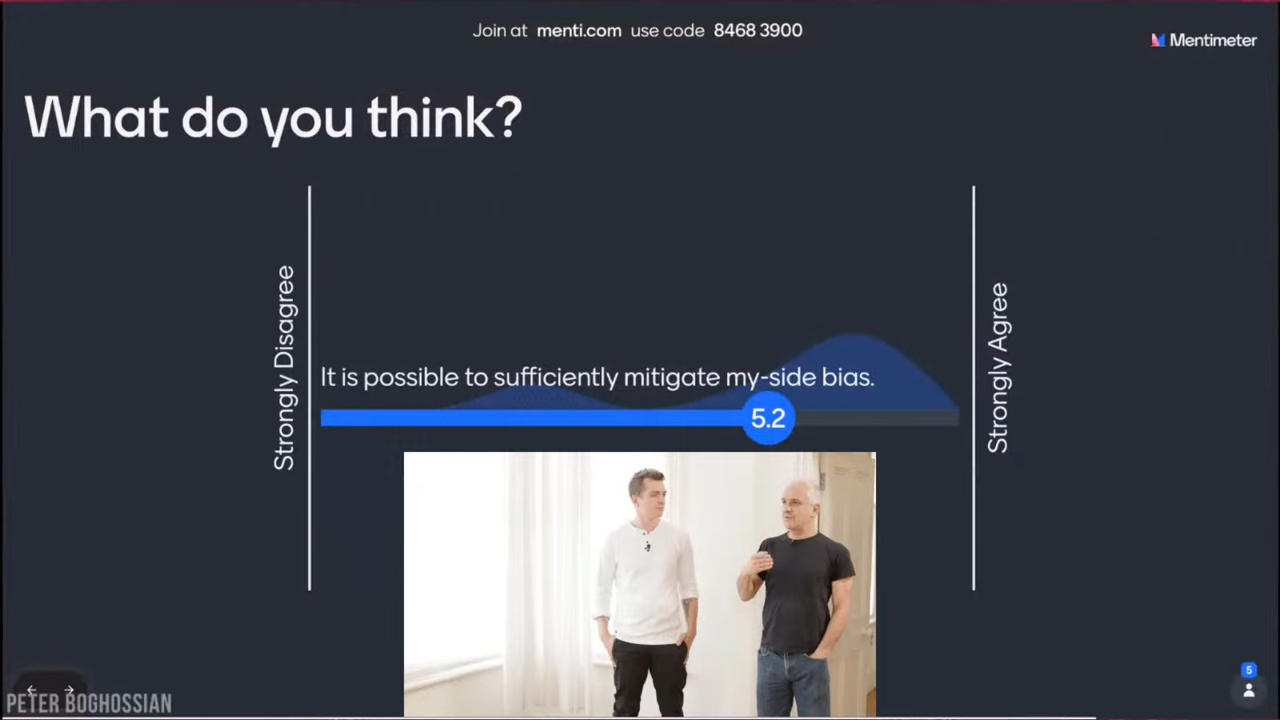 Join at menti.com use code 8468 3900
Mentimeter
What do you think?
Strongly Disagree
It is possible to sufficiently mitigate my-side bias.
5.2
Strongly Agree
5
PETER BOGHOSSIAN